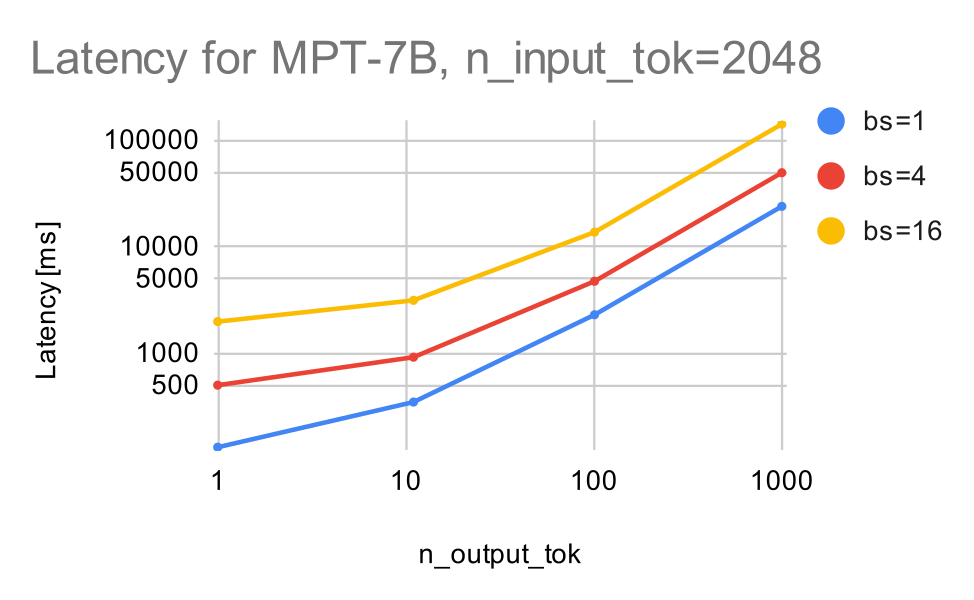 Latency for MPT-7B, n_input_tok=2048
bs=1
bs=4
bs=16
Latency [ms]
100000
50000
10000
5000
1000
500
1
10
100
1000
n_output_tok